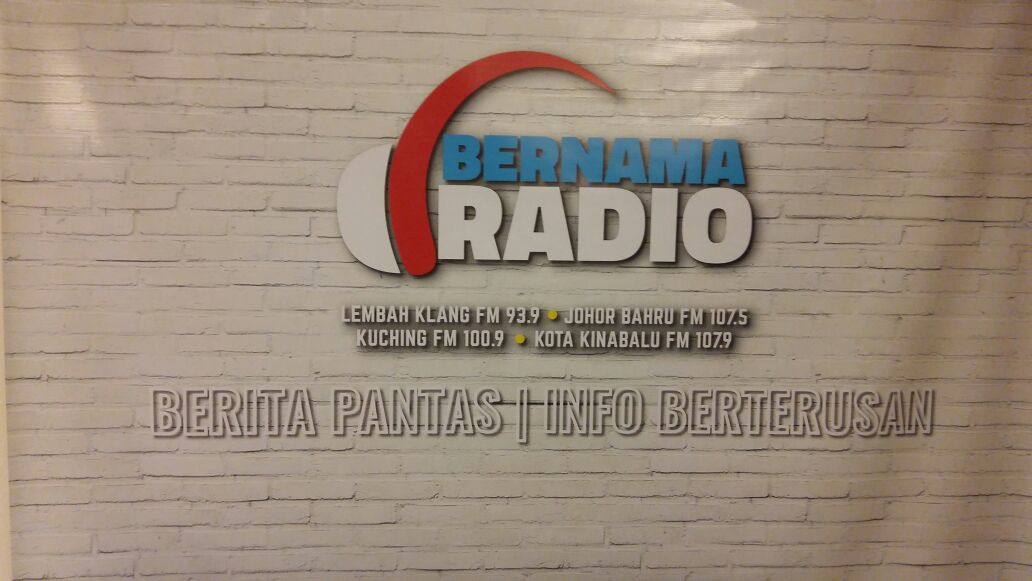 BERNAMA
RADIO
LEMBAH KLANG FM 93.9 • JOHOR BAHRU FM 107.5
KUCHING FM 100.9 • KOTA KINABALU FM 107.9
BERITA PANTAS | INFO BERTERUSAN